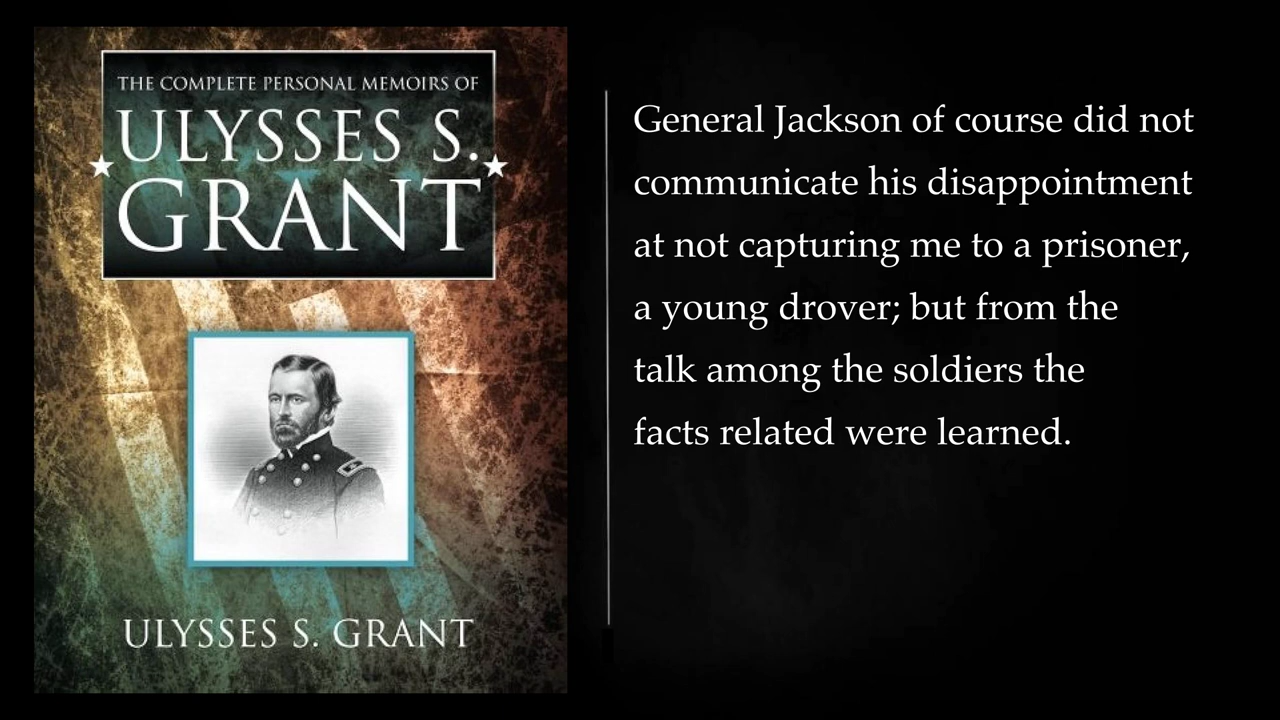 THE COMPLETE PERSONAL MEMOIRS OF
ULYSSES S.
GRANT
ULYSSES S. GRANT
General Jackson of course did not
communicate his disappointment
at not capturing me to a prisoner,
a young drover; but from the
talk among the soldiers the
facts related were learned.